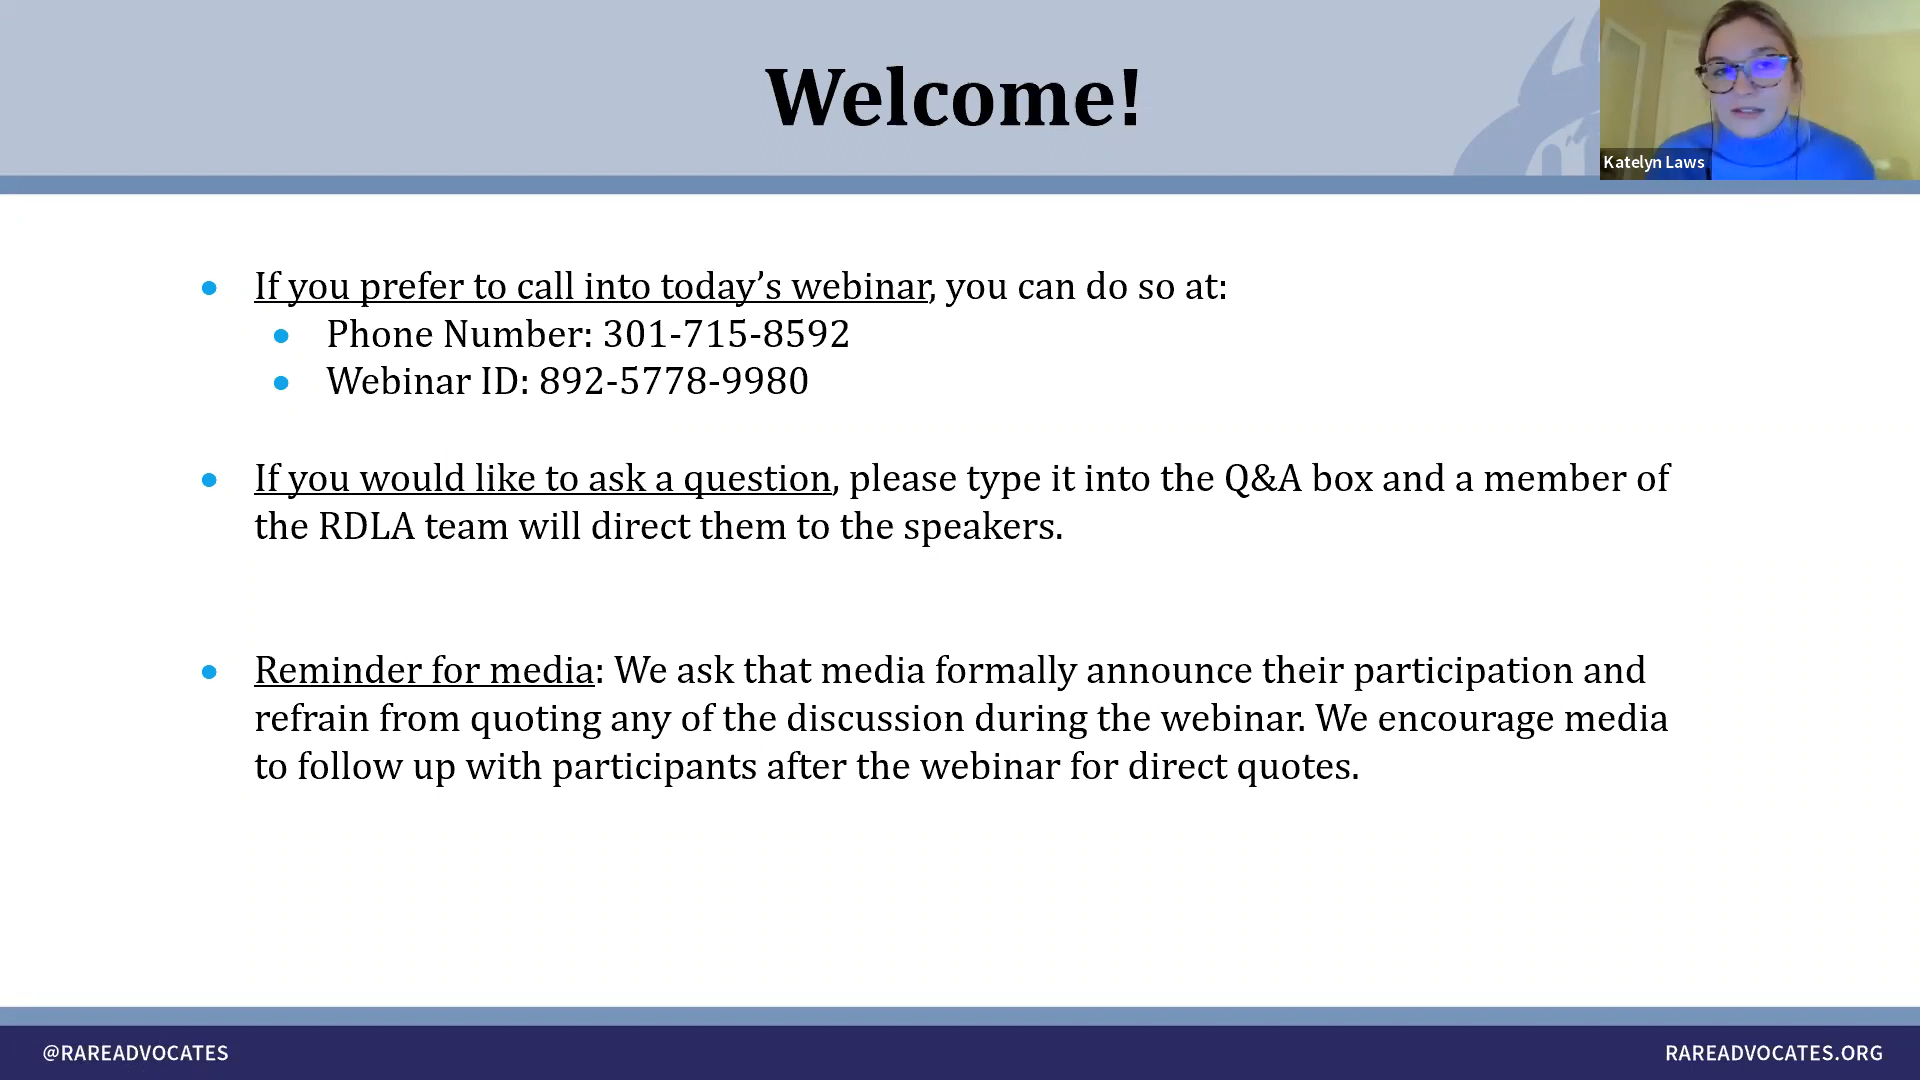 Welcome!
Katelyn Laws
If you prefer to call into today’s webinar, you can do so at:
Phone Number: 301-715-8592
Webinar ID: 892-5778-9980
If you would like to ask a question, please type it into the Q&A box and a member of
the RDLA team will direct them to the speakers.
Reminder for media: We ask that media formally announce their participation and
refrain from quoting any of the discussion during the webinar. We encourage media
to follow up with participants after the webinar for direct quotes.
@RAREADVOCATES
RAREADVOCATES.ORG